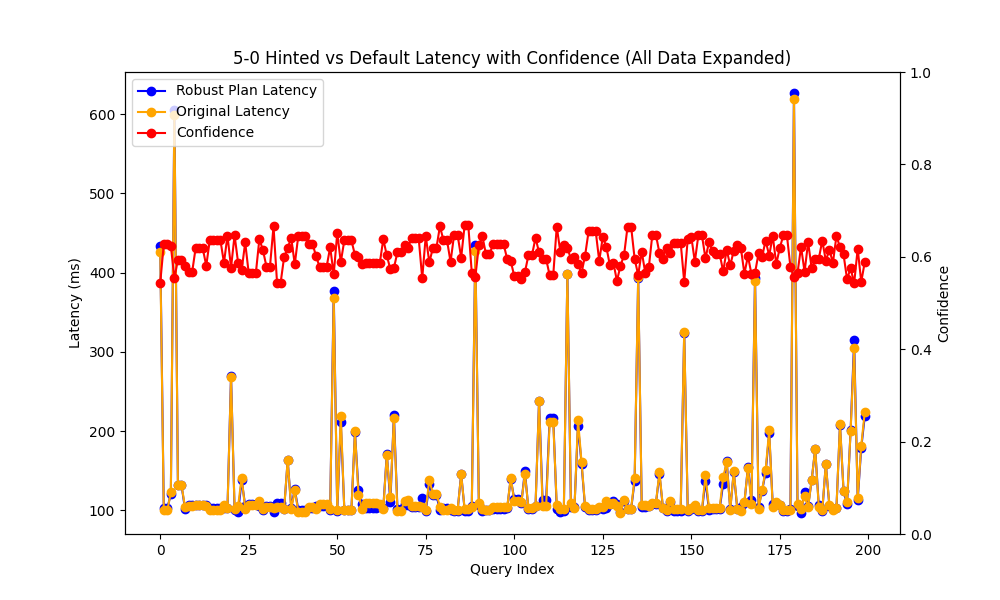 5-0 Hinted vs Default Latency with Confidence (All Data Expanded)
Robust Plan Latency
Original Latency
Confidence
Latency (ms)
600
500
400
300
200
100
1.0
0.8
0.6
0.4
0.2
0.0
Confidence
0 25 50 75 100 125 150 175 200
Query Index